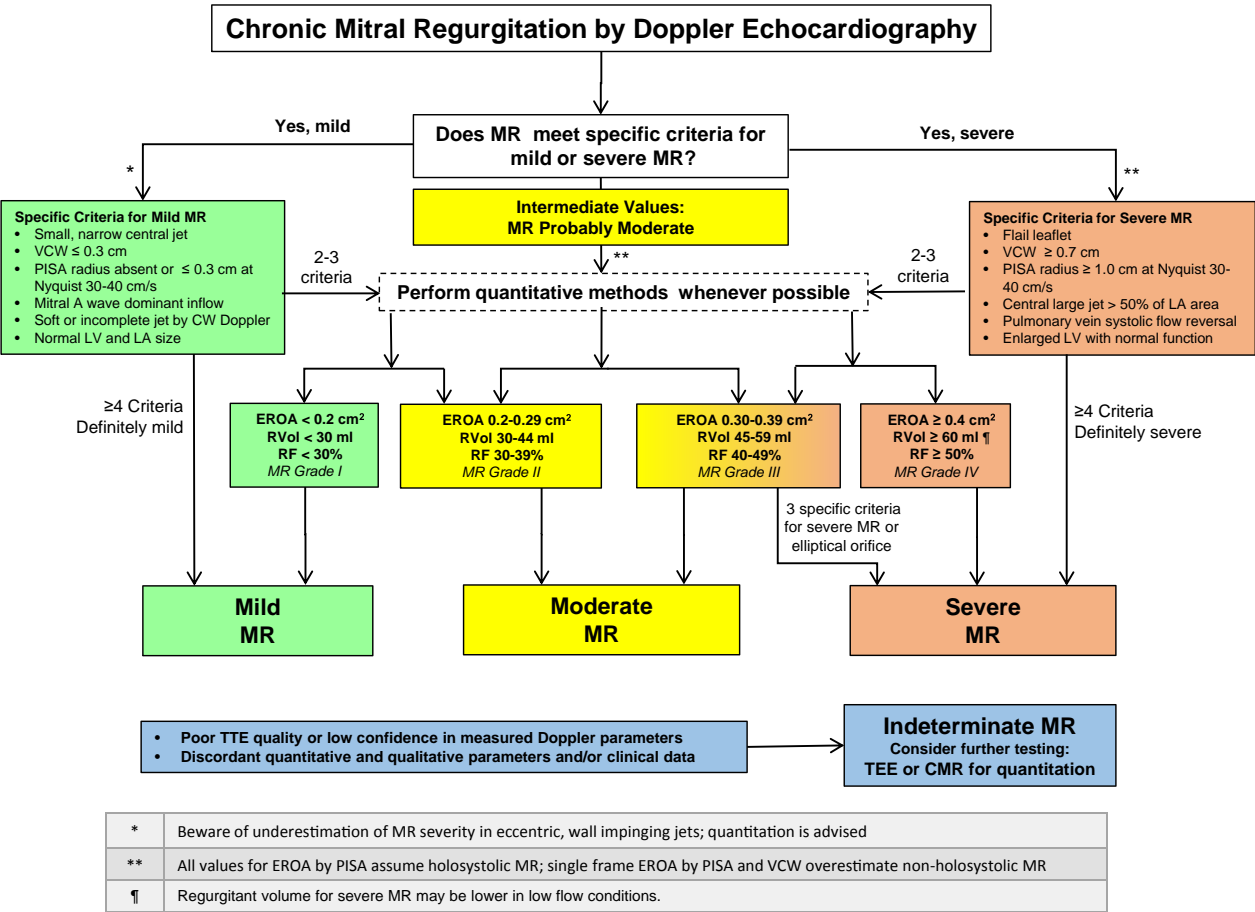 Chronic Mitral Regurgitation by Doppler Echocardiography
Yes, mild
Does MR meet specific criteria for
mild or severe MR?
Yes, severe
*
**
Intermediate Values:
MR Probably Moderate
**
Specific Criteria for Mild MR
• Small, narrow central jet
• VCW ≤ 0.3 cm
• PISA radius absent or ≤ 0.3 cm at
Nyquist 30-40 cm/s
• Mitral A wave dominant inflow
• Soft or incomplete jet by CW Doppler
• Normal LV and LA size
2-3
criteria
Perform quantitative methods whenever possible
2-3
criteria
Specific Criteria for Severe MR
• Flail leaflet
• VCW ≥ 0.7 cm
• PISA radius ≥ 1.0 cm at Nyquist 30-
40 cm/s
• Central large jet > 50% of LA area
• Pulmonary vein systolic flow reversal
• Enlarged LV with normal function
≥4 Criteria
Definitely mild
EROA < 0.2 cm²
RVol < 30 ml
RF < 30%
MR Grade I
EROA 0.2-0.29 cm²
RVol 30-44 ml
RF 30-39%
MR Grade II
EROA 0.30-0.39 cm²
RVol 45-59 ml
RF 40-49%
MR Grade III
EROA ≥ 0.4 cm²
RVol ≥ 60 ml ¶
RF ≥ 50%
MR Grade IV
≥4 Criteria
Definitely severe
3 specific criteria
for severe MR or
elliptical orifice
Mild
MR
Moderate
MR
Severe
MR
• Poor TTE quality or low confidence in measured Doppler parameters
• Discordant quantitative and qualitative parameters and/or clinical data
Indeterminate MR
Consider further testing:
TEE or CMR for quantitation
* Beware of underestimation of MR severity in eccentric, wall impinging jets; quantitation is advised
** All values for EROA by PISA assume holosystolic MR; single frame EROA by PISA and VCW overestimate non-holosystolic MR
¶ Regurgitant volume for severe MR may be lower in low flow conditions.